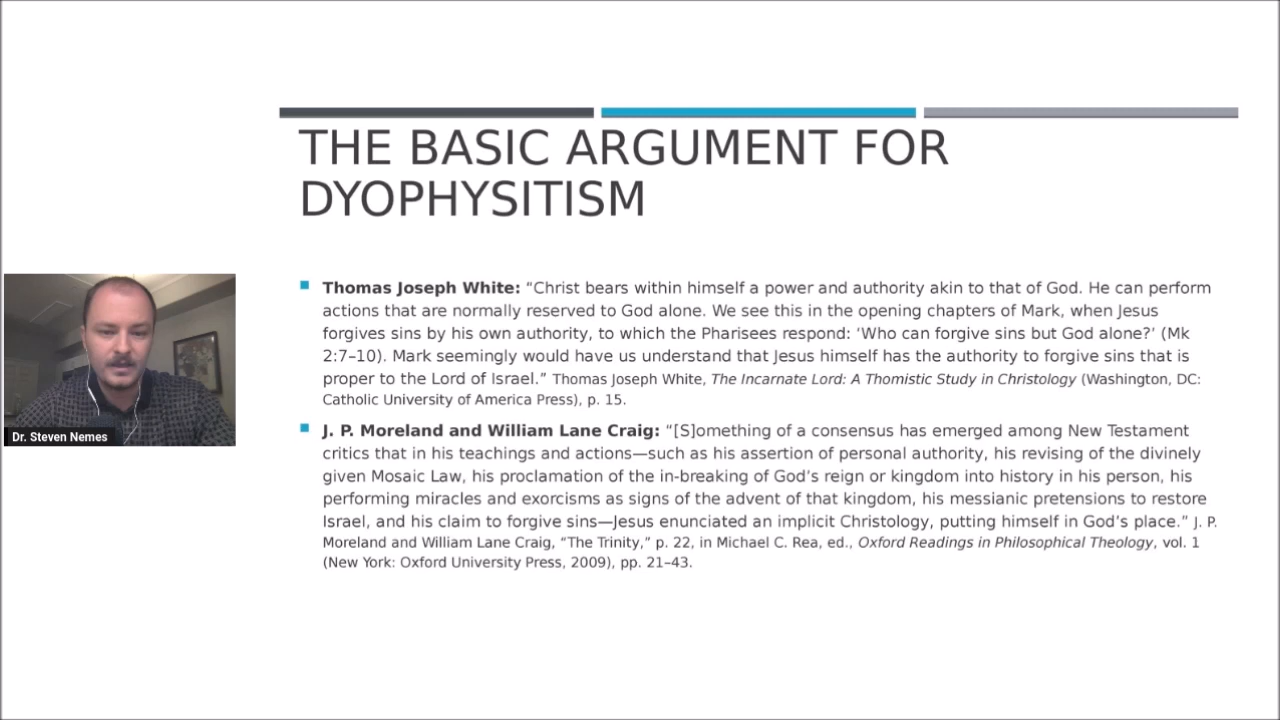 THE BASIC ARGUMENT FOR
DYOPHYSITISM
Thomas Joseph White: “Christ bears within himself a power and authority akin to that of God. He can perform
actions that are normally reserved to God alone. We see this in the opening chapters of Mark, when Jesus
forgives sins by his own authority, to which the Pharisees respond: ‘Who can forgive sins but God alone?’ (Mk
2:7–10). Mark seemingly would have us understand that Jesus himself has the authority to forgive sins that is
proper to the Lord of Israel.” Thomas Joseph White, The Incarnate Lord: A Thomistic Study in Christology (Washington, DC:
Catholic University of America Press), p. 15.
J. P. Moreland and William Lane Craig: “[S]omething of a consensus has emerged among New Testament
critics that in his teachings and actions—such as his assertion of personal authority, his revising of the divinely
given Mosaic Law, his proclamation of the in-breaking of God’s reign or kingdom into history in his person, his
performing miracles and exorcisms as signs of the advent of that kingdom, his messianic pretensions to restore
Israel, and his claim to forgive sins—Jesus enunciated an implicit Christology, putting himself in God’s place.” J. P.
Moreland and William Lane Craig, “The Trinity,” p. 22, in Michael C. Rea, ed., Oxford Readings in Philosophical Theology, vol. 1
(New York: Oxford University Press, 2009), pp. 21–43.
Dr. Steven Nemes